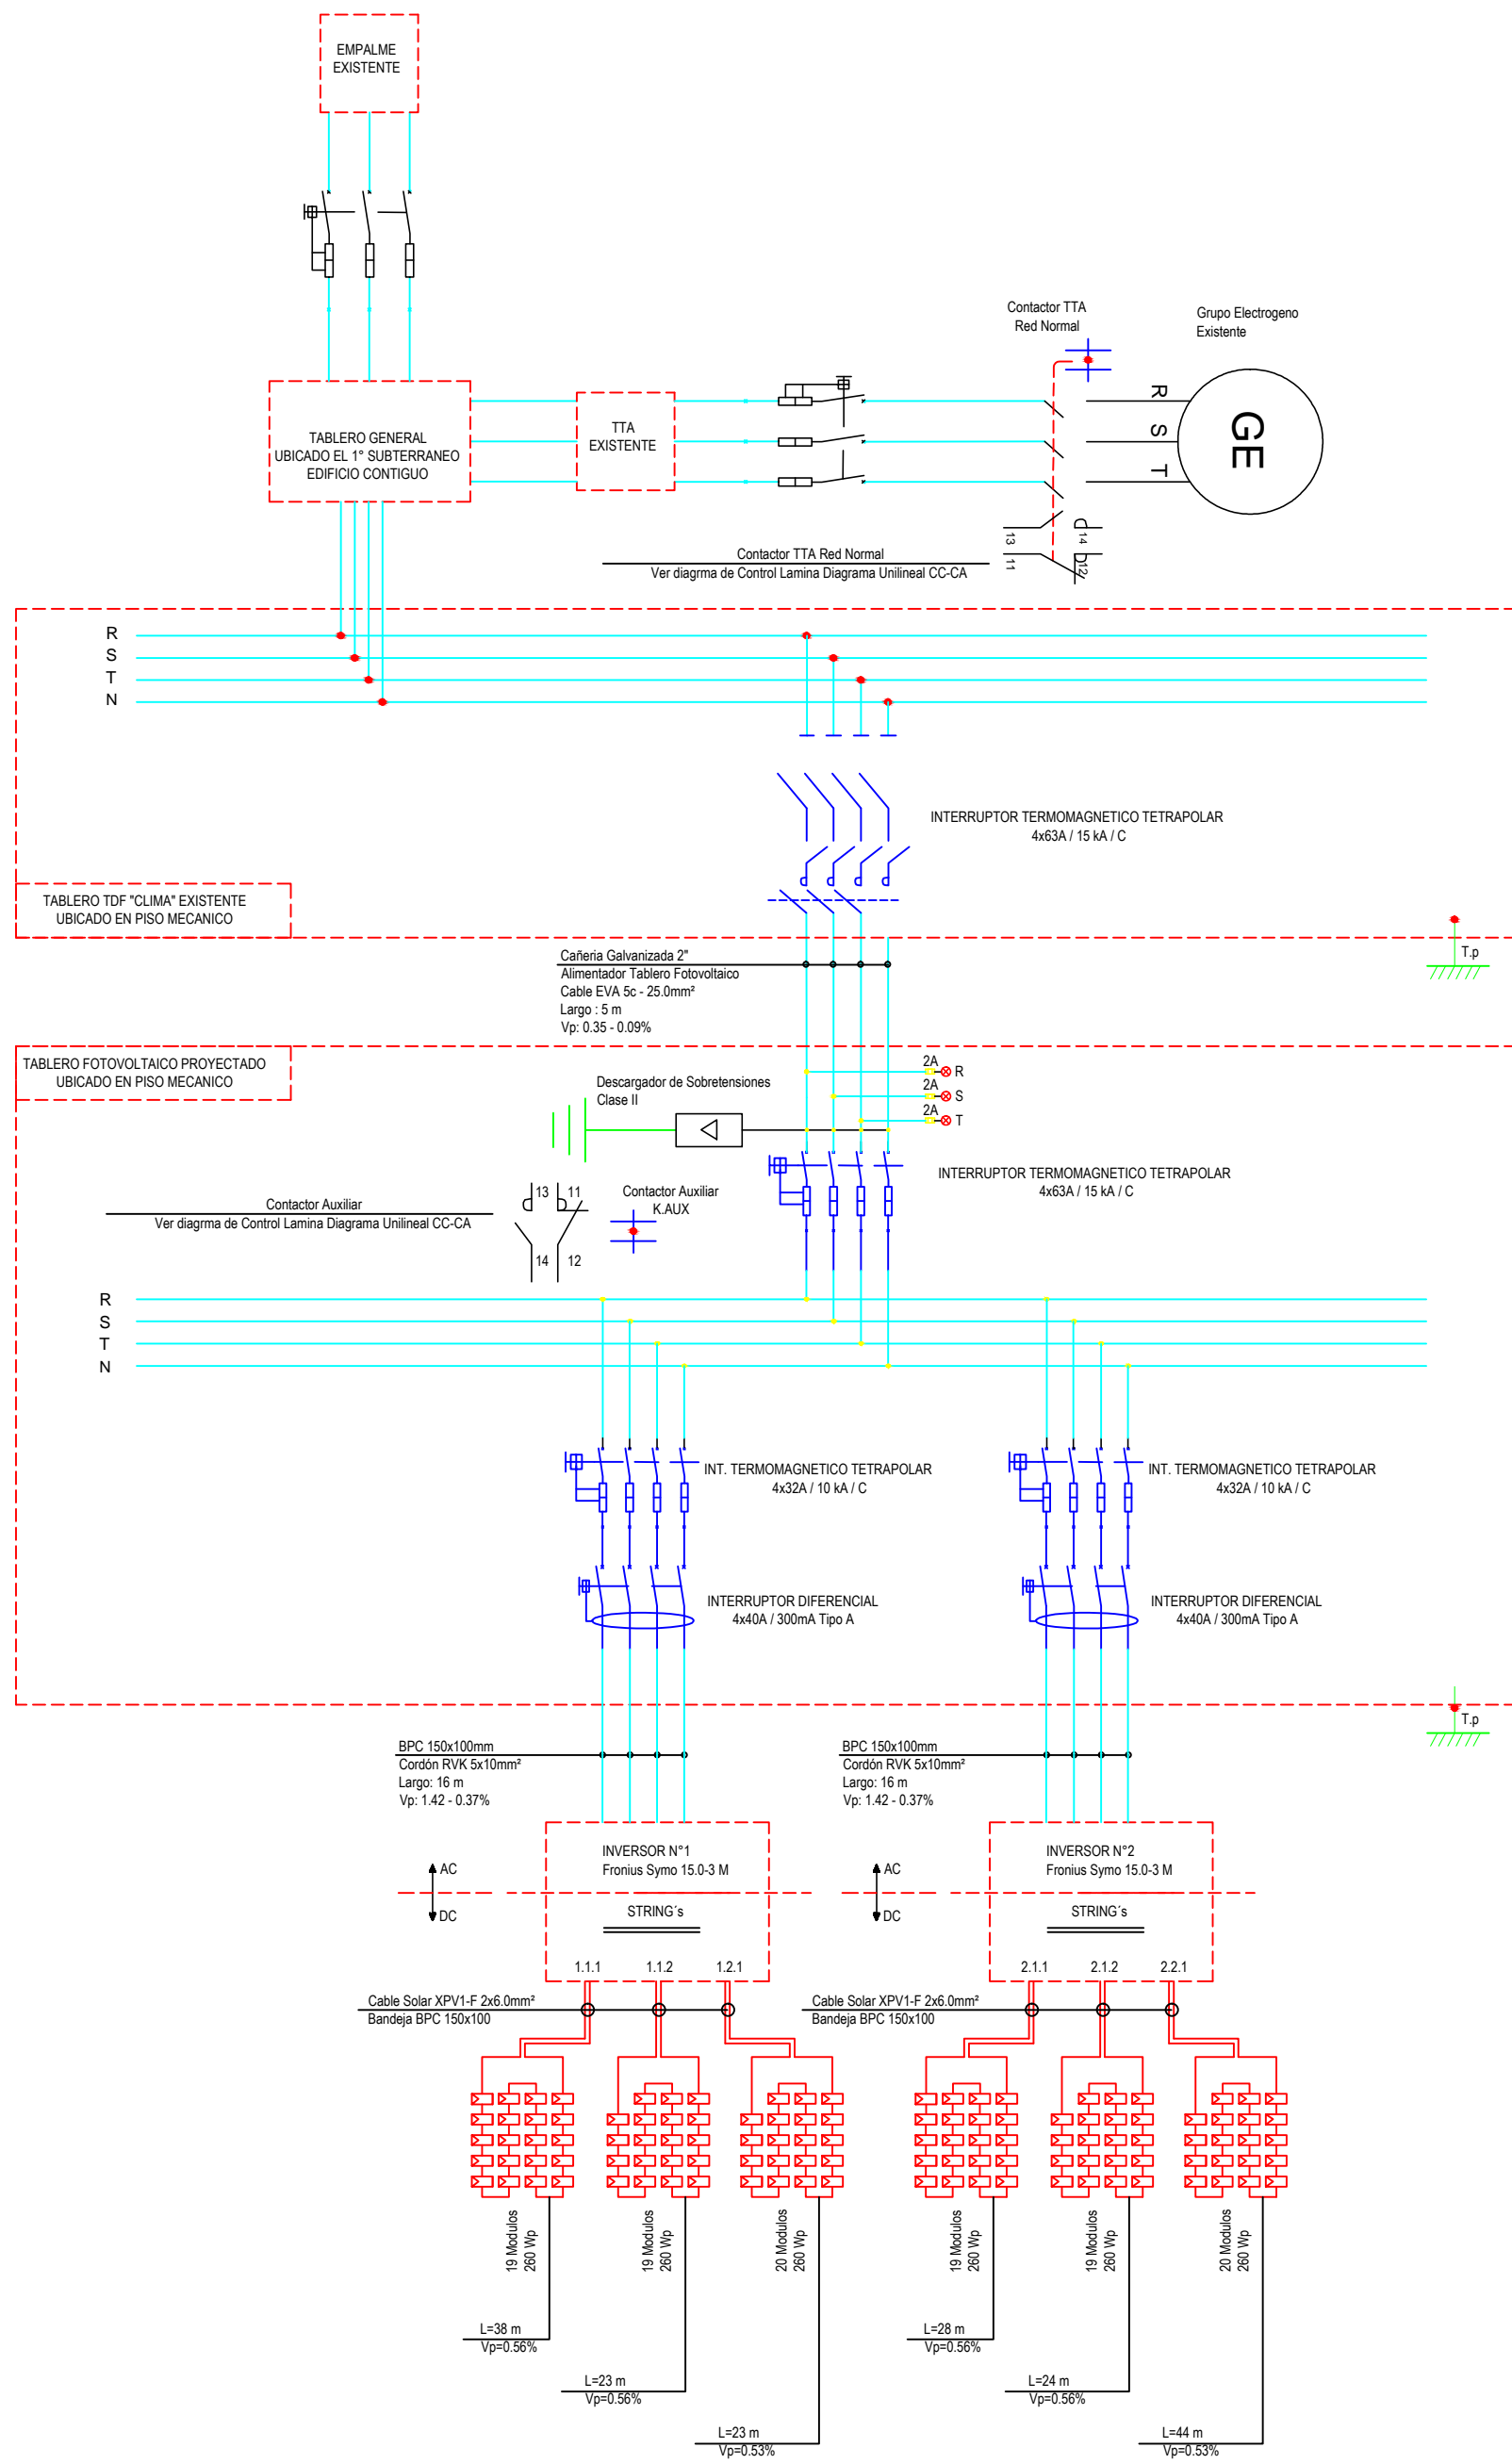 EMPALME
EXISTENTE
Contactor TTA
Red Normal
Grupo Electrogeno
Existente
R
S
T
GE
TABLERO GENERAL
UBICADO EL 1° SUBTERRANEO
EDIFICIO CONTIGUO
TTA
EXISTENTE
13
14
11
12
Contactor TTA Red Normal
Ver diagrma de Control Lamina Diagrama Unilineal CC-CA
R
S
T
N
INTERRUPTOR TERMOMAGNETICO TETRAPOLAR
4x63A / 15 kA / C
TABLERO TDF "CLIMA" EXISTENTE
UBICADO EN PISO MECANICO
T.p
Cañeria Galvanizada 2"
Alimentador Tablero Fotovoltaico
Cable EVA 5c - 25.0mm²
Largo : 5 m
Vp: 0.35 - 0.09%
TABLERO FOTOVOLTAICO PROYECTADO
UBICADO EN PISO MECANICO
2A R
2A S
2A T
Descargador de Sobretensiones
Clase II
INTERRUPTOR TERMOMAGNETICO TETRAPOLAR
4x63A / 15 kA / C
Contactor Auxiliar
Ver diagrma de Control Lamina Diagrama Unilineal CC-CA
13 11
14 12
Contactor Auxiliar
K.AUX
R
S
T
N
INT. TERMOMAGNETICO TETRAPOLAR
4x32A / 10 kA / C
INT. TERMOMAGNETICO TETRAPOLAR
4x32A / 10 kA / C
INTERRUPTOR DIFERENCIAL
4x40A / 300mA Tipo A
INTERRUPTOR DIFERENCIAL
4x40A / 300mA Tipo A
T.p
BPC 150x100mm
Cordón RVK 5x10mm²
Largo: 16 m
Vp: 1.42 - 0.37%
BPC 150x100mm
Cordón RVK 5x10mm²
Largo: 16 m
Vp: 1.42 - 0.37%
INVERSOR N°1
Fronius Symo 15.0-3 M
AC
DC
STRING´s
1.1.1 1.1.2 1.2.1
INVERSOR N°2
Fronius Symo 15.0-3 M
AC
DC
STRING´s
2.1.1 2.1.2 2.2.1
Cable Solar XPV1-F 2x6.0mm²
Bandeja BPC 150x100
Cable Solar XPV1-F 2x6.0mm²
Bandeja BPC 150x100
19 Modulos
260 Wp
19 Modulos
260 Wp
20 Modulos
260 Wp
19 Modulos
260 Wp
19 Modulos
260 Wp
20 Modulos
260 Wp
L=38 m
Vp=0.56%
L=23 m
Vp=0.56%
L=23 m
Vp=0.53%
L=28 m
Vp=0.56%
L=24 m
Vp=0.56%
L=44 m
Vp=0.53%